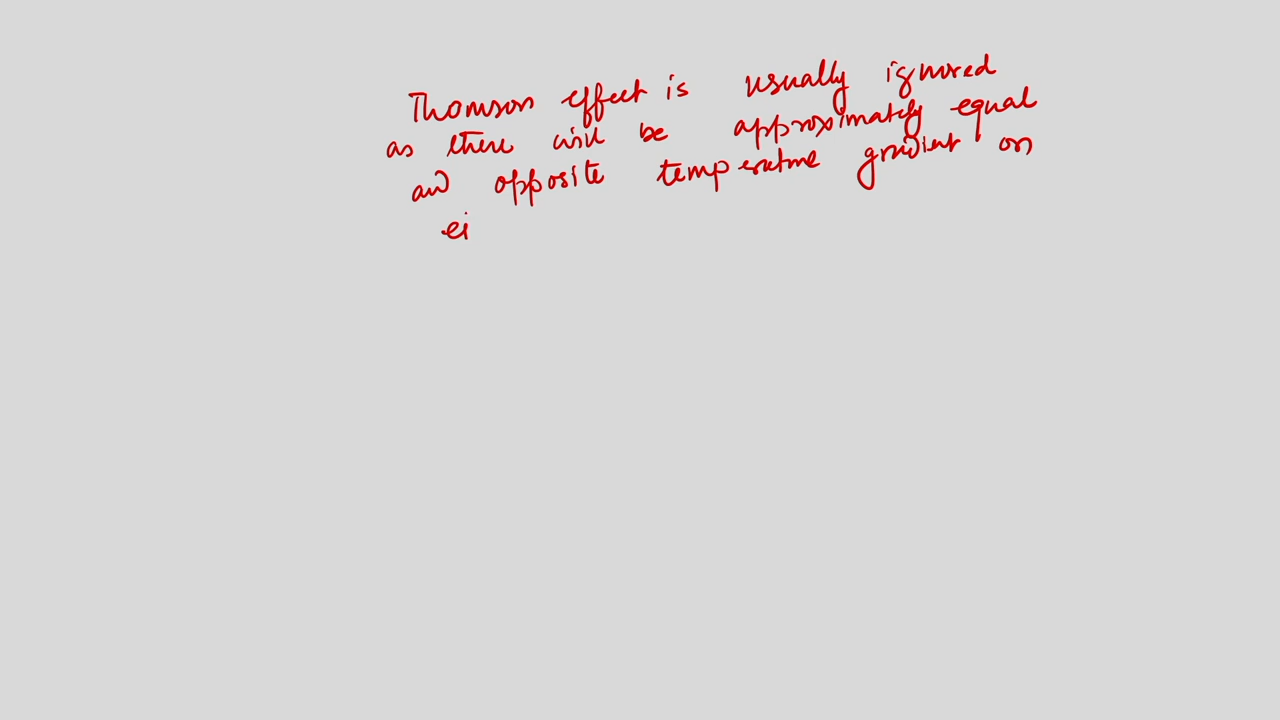 Thomson effect is usually ignored
as there will be approximately equal
and opposite temperature gradient on
ei